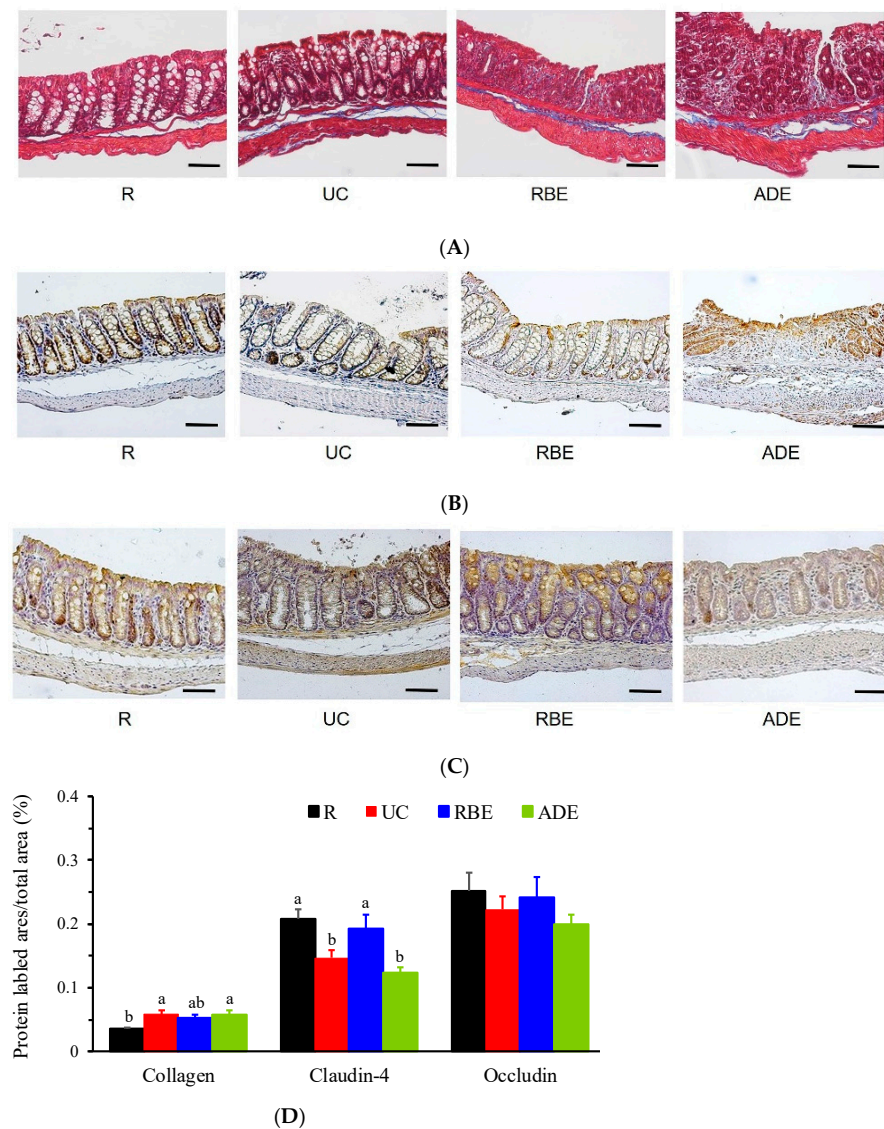 R UC RBE ADE
(A)
R UC RBE ADE
(B)
R UC RBE ADE
(C)
Protein labled ares/total area (%)
0.4
0.3
0.2
0.1
0
R UC RBE ADE
b a ab a
a b a b
Collagen Claudin-4 Occludin
(D)